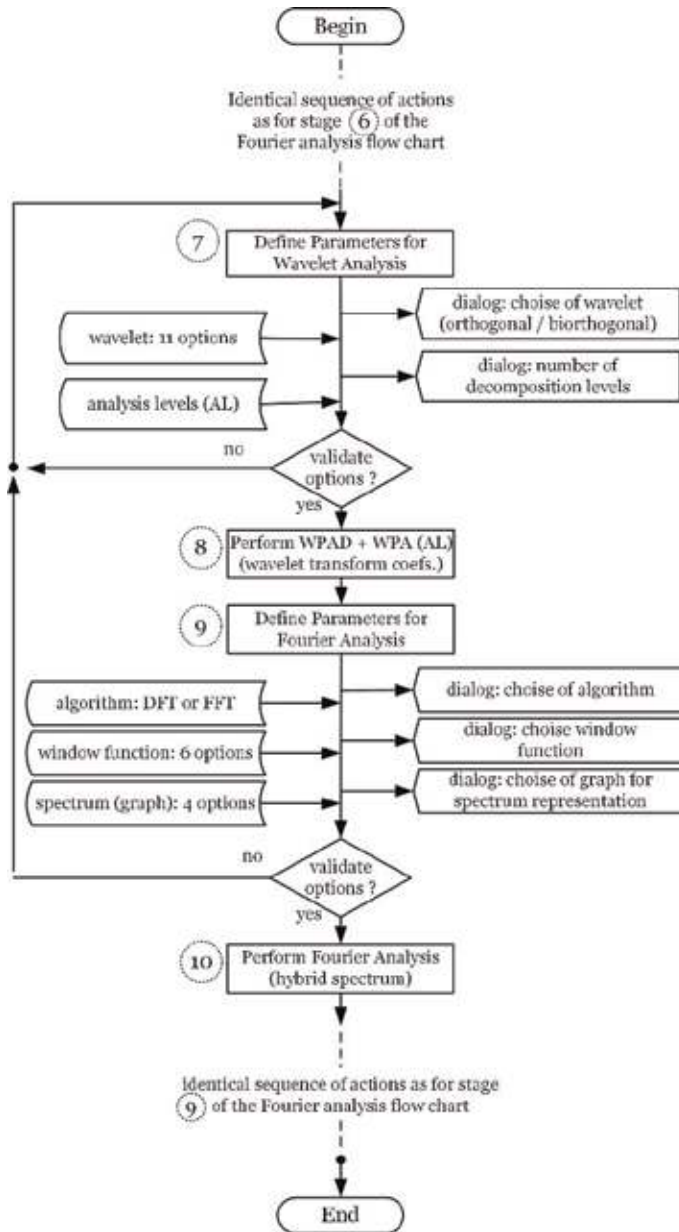 Begin
Identical sequence of actions
as for stage 6 of the
Fourier analysis flow chart
7
Define Parameters for
Wavelet Analysis
dialog: choise of wavelet
(orthogonal / biorthogonal)
wavelet: 11 options
dialog: number of
decomposition levels
analysis levels (AL)
no
validate
options ?
yes
8
Perform WPAD + WPA (AL)
(wavelet transform coefs.)
9
Define Parameters for
Fourier Analysis
algorithm: DFT or FFT
dialog: choise of algorithm
window function: 6 options
dialog: choise window
function
spectrum (graph): 4 options
dialog: choise of graph for
spectrum representation
no
validate
options ?
yes
10
Perform Fourier Analysis
(hybrid spectrum)
identical sequence of actions as for stage
9 of the Fourier analysis flow chart
End